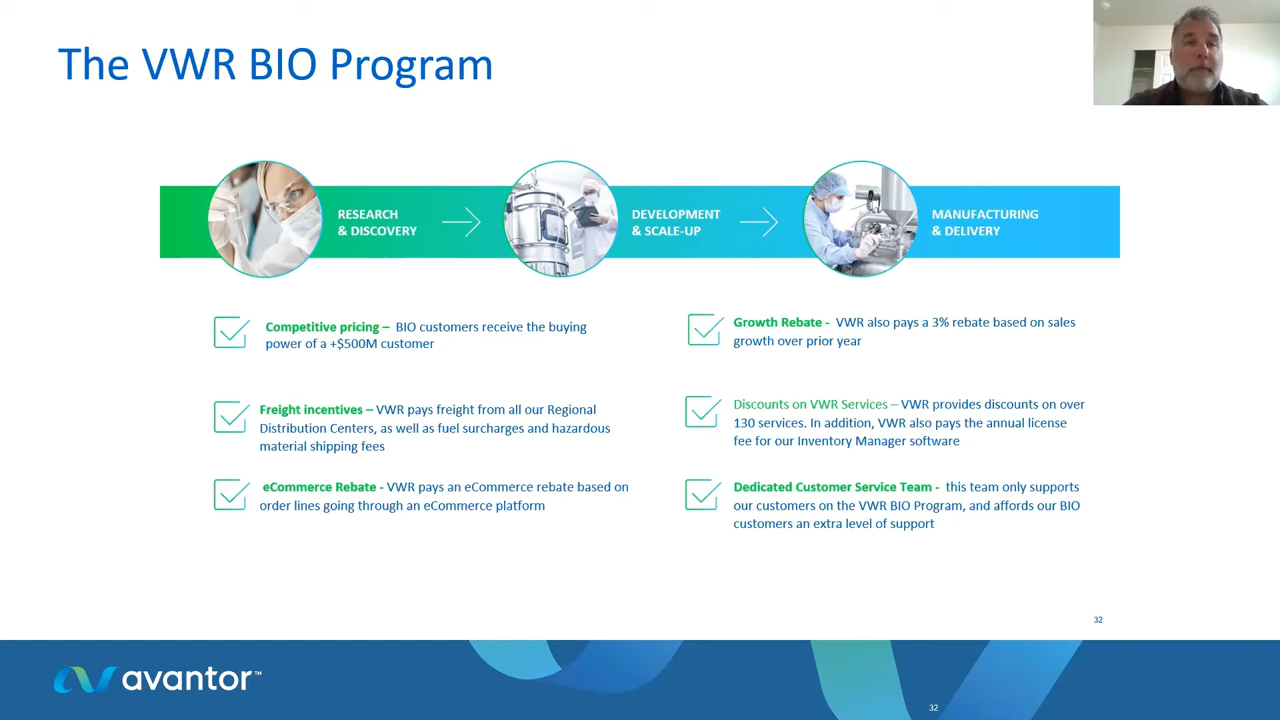 The VWR BIO Program
RESEARCH
& DISCOVERY
DEVELOPMENT
& SCALE-UP
MANUFACTURING
& DELIVERY
Competitive pricing – BIO customers receive the buying
power of a +$500M customer
Freight incentives – VWR pays freight from all our Regional
Distribution Centers, as well as fuel surcharges and hazardous
material shipping fees
eCommerce Rebate - VWR pays an eCommerce rebate based on
order lines going through an eCommerce platform
Growth Rebate - VWR also pays a 3% rebate based on sales
growth over prior year
Discounts on VWR Services – VWR provides discounts on over
130 services. In addition, VWR also pays the annual license
fee for our Inventory Manager software
Dedicated Customer Service Team - this team only supports
our customers on the VWR BIO Program, and affords our BIO
customers an extra level of support
32
avantor™
32